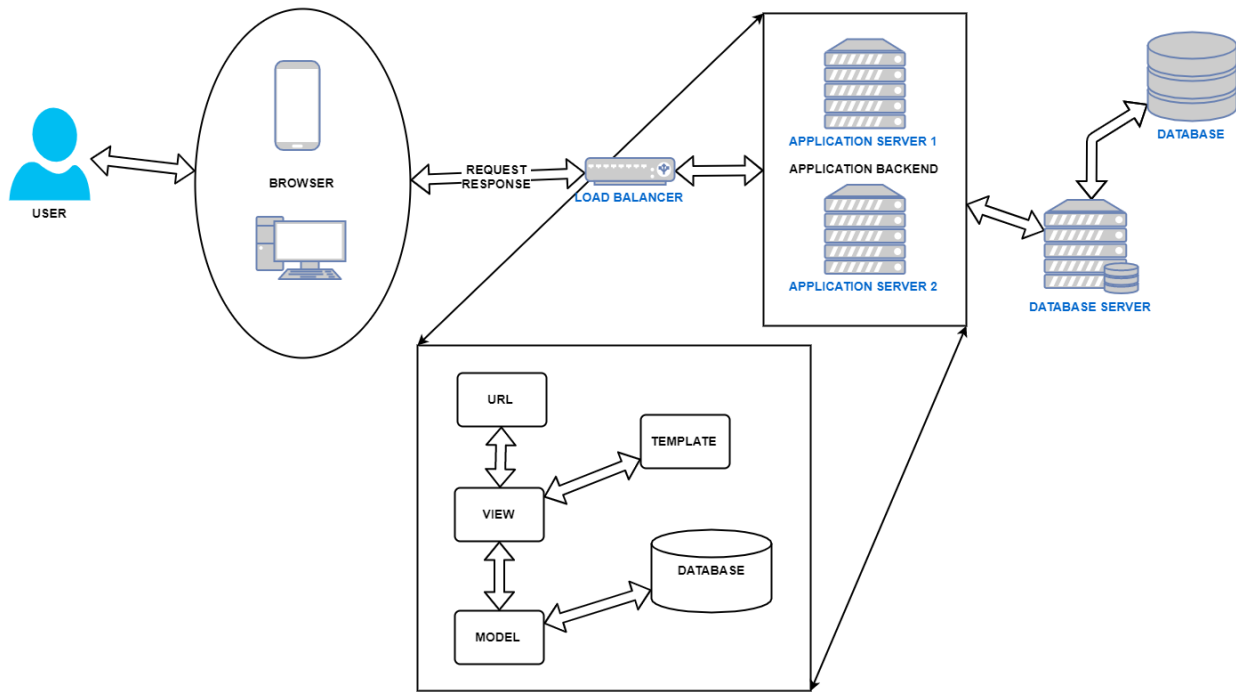 USER
BROWSER
REQUEST
RESPONSE
LOAD BALANCER
APPLICATION SERVER 1
APPLICATION BACKEND
APPLICATION SERVER 2
DATABASE
DATABASE SERVER
URL
TEMPLATE
VIEW
DATABASE
MODEL